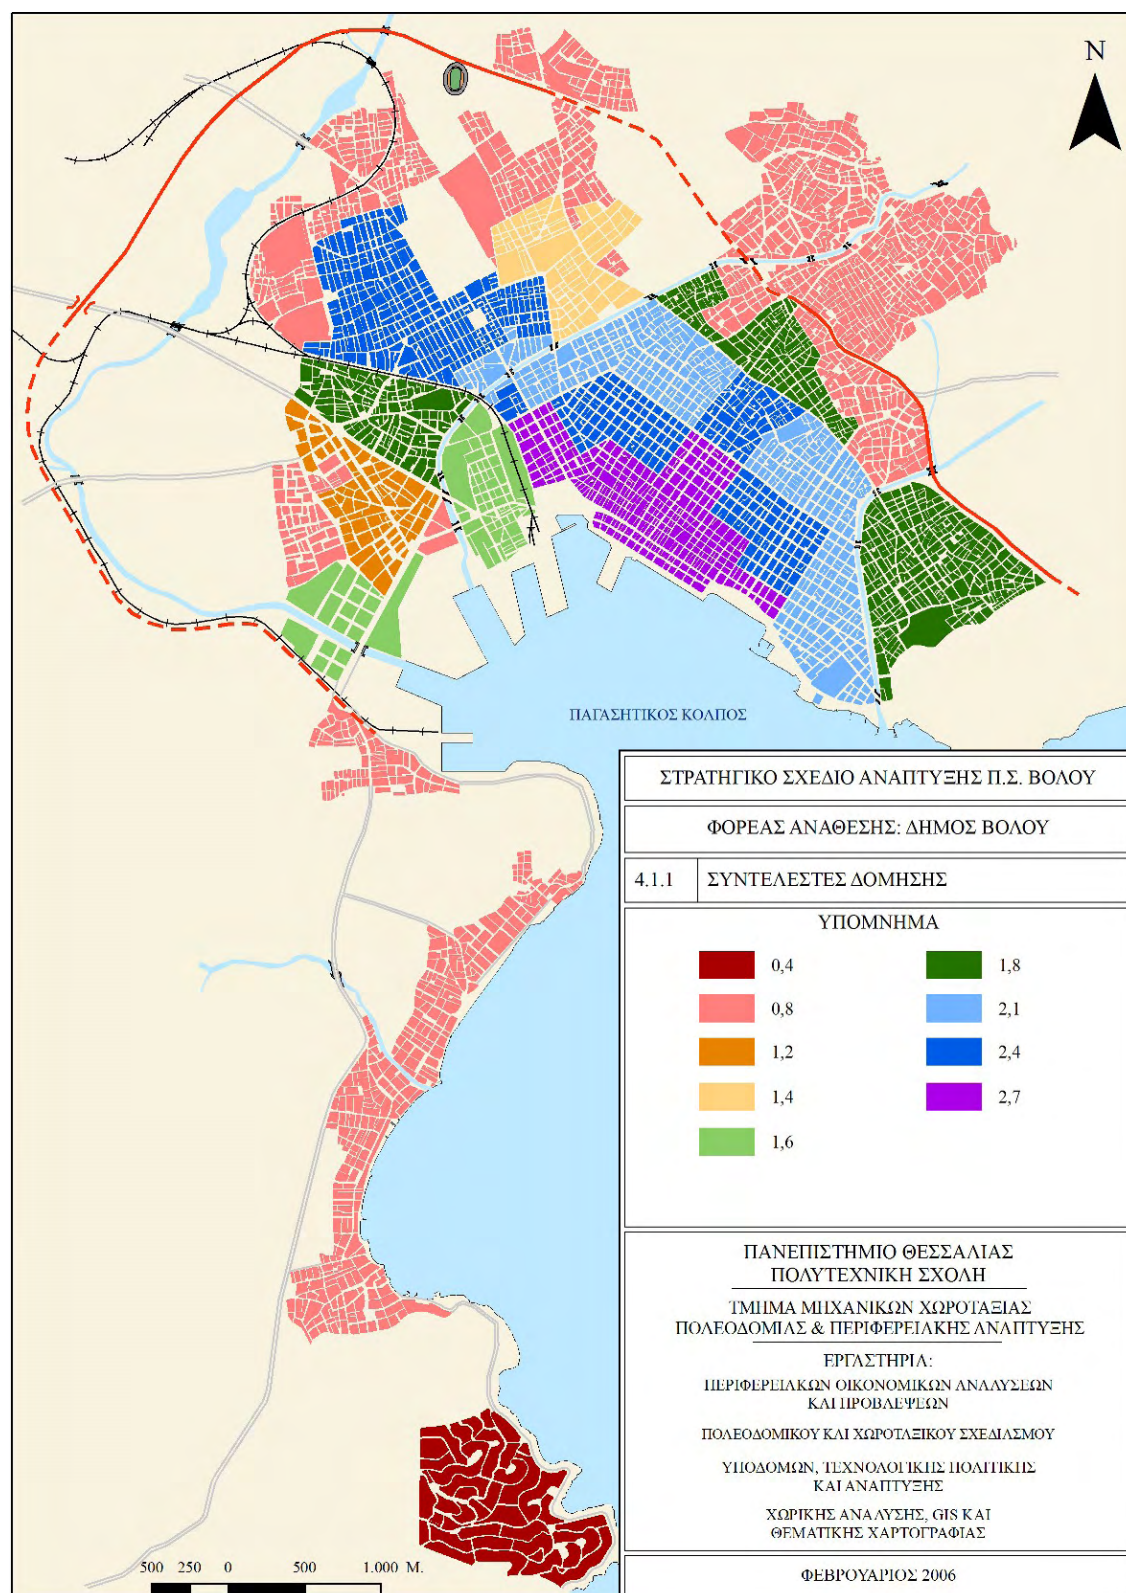 N
ΠΑΓΑΣΗΤΙΚΟΣ ΚΟΛΠΟΣ
ΣΤΡΑΤΗΓΙΚΟ ΣΧΕΔΙΟ ΑΝΑΠΤΥΞΗΣ Π.Σ. ΒΟΛΟΥ
ΦΟΡΕΑΣ ΑΝΑΘΕΣΗΣ: ΔΗΜΟΣ ΒΟΛΟΥ
4.1.1 ΣΥΝΤΕΛΕΣΤΕΣ ΔΟΜΗΣΗΣ
ΥΠΟΜΝΗΜΑ
0,4 1,8
0,8 2,1
1,2 2,4
1,4 2,7
1,6
ΠΑΝΕΠΙΣΤΗΜΙΟ ΘΕΣΣΑΛΙΑΣ
ΠΟΛΥΤΕΧΝΙΚΗ ΣΧΟΛΗ
ΤΜΗΜΑ ΜΗΧΑΝΙΚΩΝ ΧΩΡΟΤΑΞΙΑΣ
ΠΟΛΕΟΔΟΜΙΑΣ & ΠΕΡΙΦΕΡΕΙΑΚΗΣ ΑΝΑΠΤΥΞΗΣ
ΕΡΓΑΣΤΗΡΙΑ:
ΠΕΡΙΦΕΡΕΙΑΚΩΝ ΟΙΚΟΝΟΜΙΚΩΝ ΑΝΑΛΥΣΕΩΝ
ΚΑΙ ΠΡΟΒΛΕΨΕΩΝ
ΠΟΛΕΟΔΟΜΙΚΟΥ ΚΑΙ ΧΩΡΟΤΑΞΙΚΟΥ ΣΧΕΔΙΑΣΜΟΥ
ΥΠΟΔΟΜΩΝ, ΤΕΧΝΟΛΟΓΙΚΗΣ ΠΟΛΙΤΙΚΗΣ
ΚΑΙ ΑΝΑΠΤΥΞΗΣ
ΧΩΡΙΚΗΣ ΑΝΑΛΥΣΗΣ, GIS ΚΑΙ
ΘΕΜΑΤΙΚΗΣ ΧΑΡΤΟΓΡΑΦΙΑΣ
500 250 0 500 1.000 Μ.
ΦΕΒΡΟΥΑΡΙΟΣ 2006